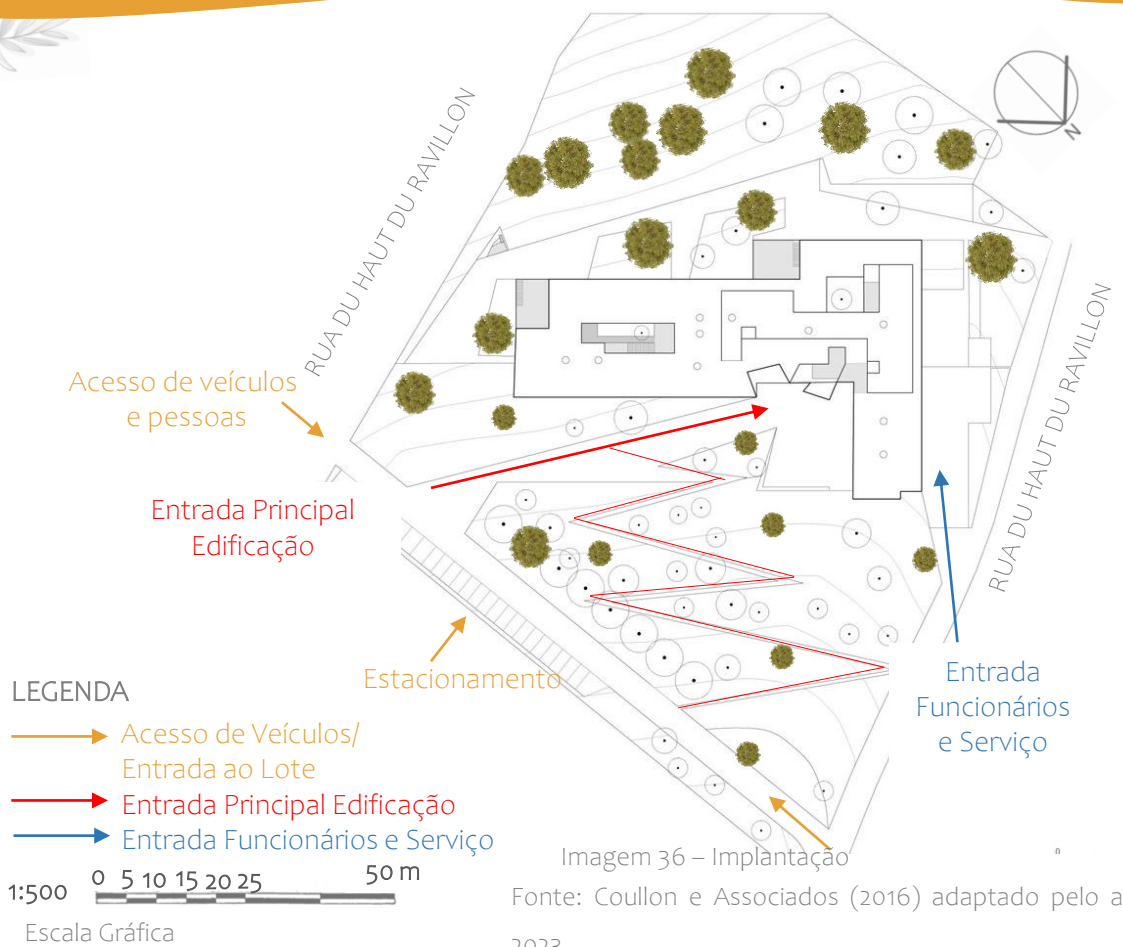 RUA DU HAUT DU RAVILLON
N
RUA DU HAUT DU RAVILLON
Acesso de veículos
e pessoas
Entrada Principal
Edificação
Estacionamento
Entrada
Funcionários
e Serviço
LEGENDA
Acesso de Veículos/
Entrada ao Lote
Entrada Principal Edificação
Entrada Funcionários e Serviço
1:500 0 5 10 15 20 25 50 m
Escala Gráfica
Imagem 36 – Implantação
Fonte: Coullon e Associados (2016) adaptado pelo a
2023